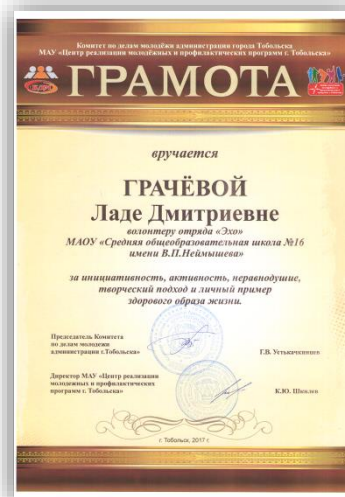 Комитет по делам молодёжи администрации города Тобольска
МАУ «Центр реализации молодёжных и профилактических программ г. Тобольска»
ГРАМОТА
вручается
ГРАЧЁВОЙ
Ладе Дмитриевне
волонтеру отряда «Эхо»
МАОУ «Средняя общеобразовательная школа №16
имени В.П.Неймышева»
за инициативность, активность, неравнодушие,
творческий подход и личный пример
здорового образа жизни.
Председатель Комитета
по делам молодежи
администрации г.Тобольска»
Г.В.
Директор МАУ «Центр реализации
молодежных и профилактических
программ г. Тобольска»
К.Ю.
г. Тобольск, 2017 г.